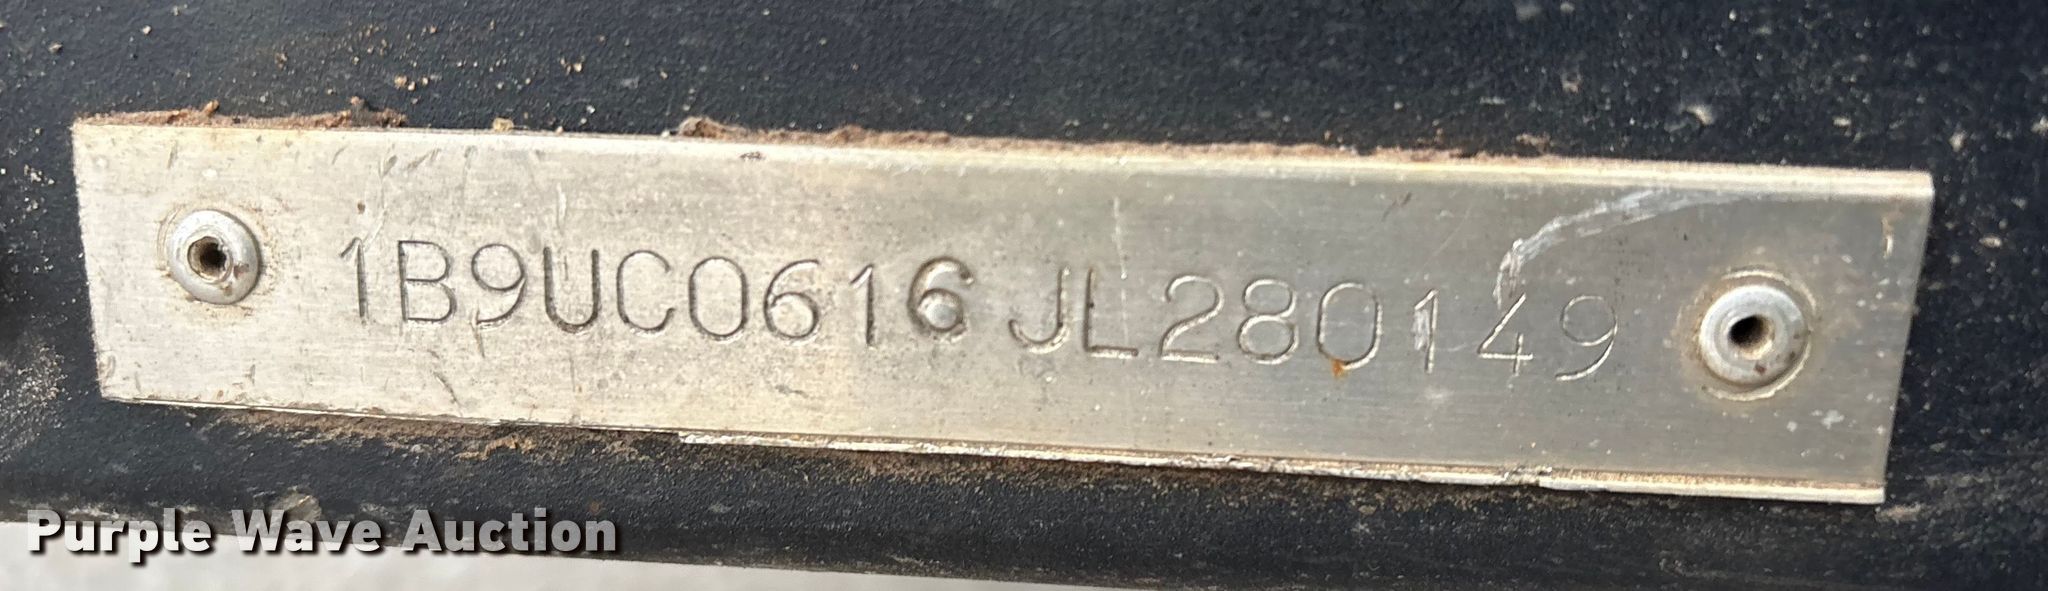 1B9UC0616JL280149
Purple Wave Auction